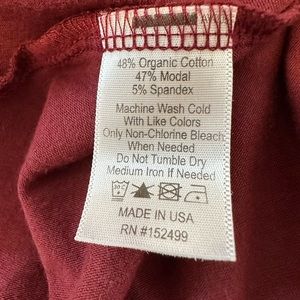 48% Organic Cotton
47% Modal
5% Spandex
Machine Wash Cold
With Like Colors
Only Non-Chlorine Bleach
When Needed
Do Not Tumble Dry
Medium Iron If Needed
MADE IN USA
RN #152499